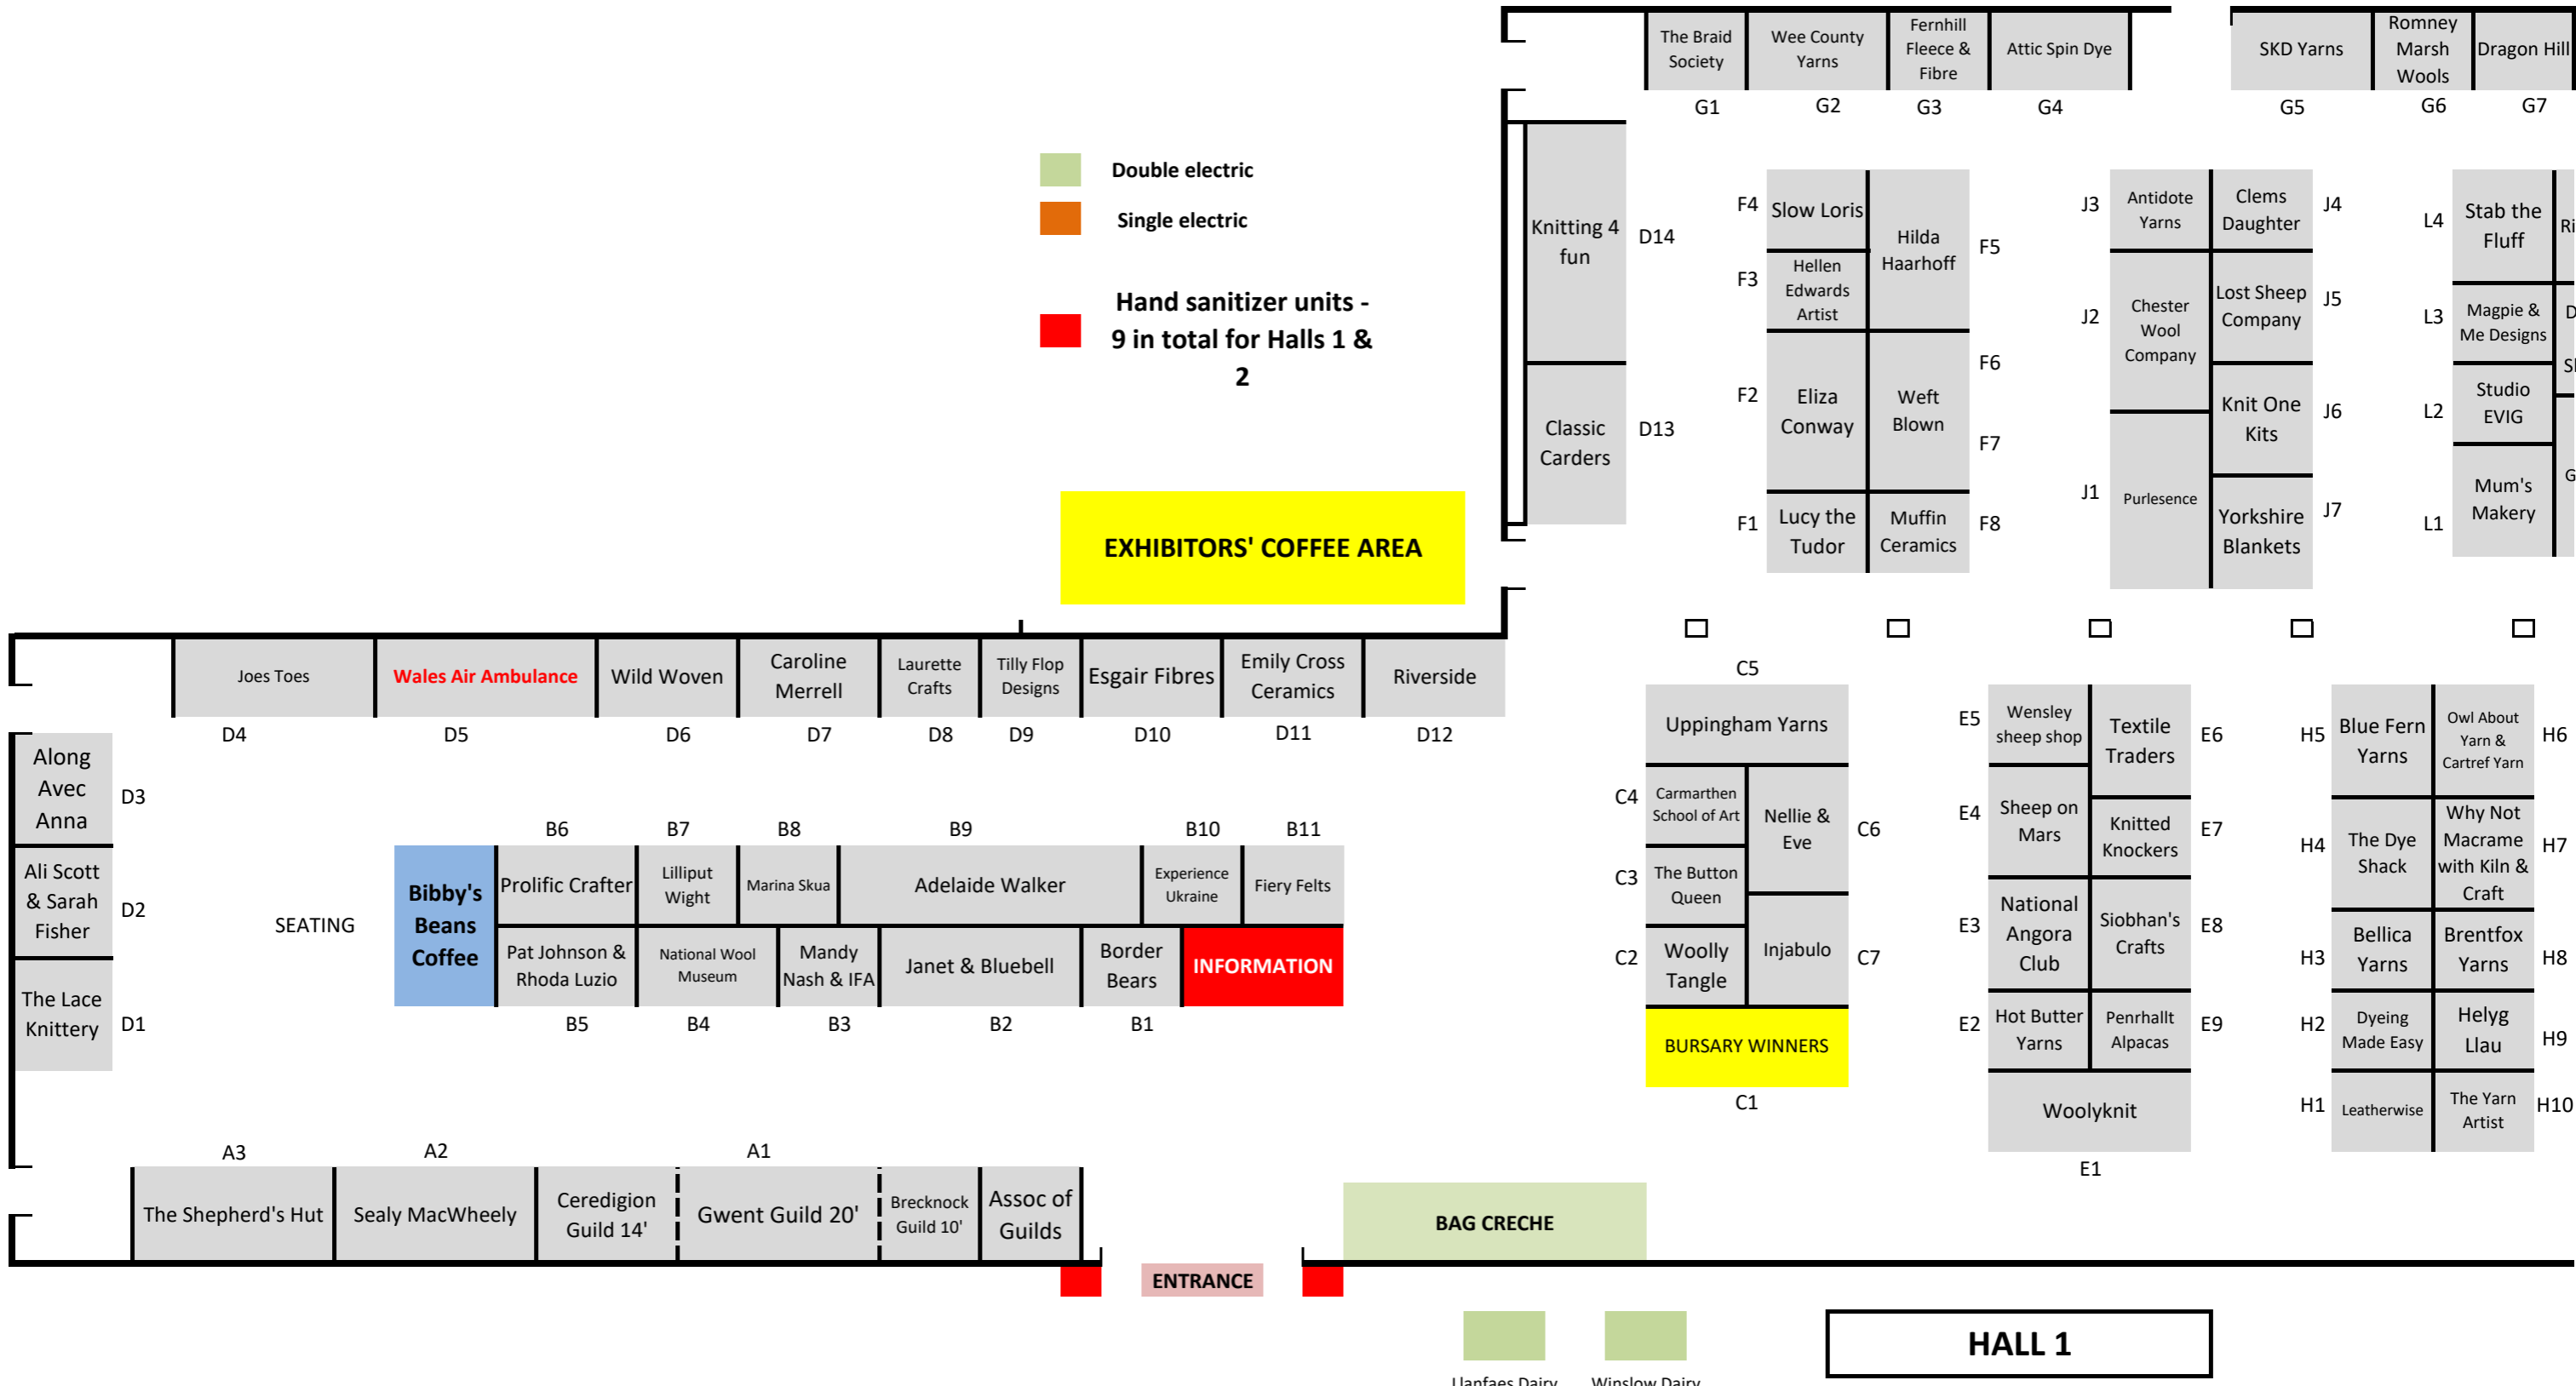 The Braid
Society
Wee County
Yarns
Fernhill
Fleece &
Fibre
Attic Spin Dye
SKD Yarns
Romney
Marsh
Wools
Dragon Hill
G1
G2
G3
G4
G5
G6
G7
Double electric
Single electric
Hand sanitizer units -
9 in total for Halls 1 &
2
Knitting 4
fun
D14
Classic
Carders
D13
F4
Slow Loris
F3
Hellen
Edwards
Artist
F2
Eliza
Conway
F1
Lucy the
Tudor
Hilda
Haarhoff
F5
Weft
Blown
F6
F7
Muffin
Ceramics
F8
J3
Antidote
Yarns
J2
Chester
Wool
Company
J1
Purlesence
Clems
Daughter
J4
Lost Sheep
Company
J5
Knit One
Kits
J6
Yorkshire
Blankets
J7
L4
Stab the
Fluff
L3
Magpie &
Me Designs
L2
Studio
EVIG
L1
Mum's
Makery
EXHIBITORS' COFFEE AREA
Joes Toes
Wales Air Ambulance
Wild Woven
Caroline
Merrell
Laurette
Crafts
Tilly Flop
Designs
Esgair Fibres
Emily Cross
Ceramics
Riverside
D4
D5
D6
D7
D8
D9
D10
D11
D12
Along
Avec
Anna
D3
Ali Scott
& Sarah
Fisher
D2
The Lace
Knittery
D1
SEATING
Bibby's
Beans
Coffee
B6
B7
B8
B9
B10
B11
Prolific Crafter
Lilliput
Wight
Marina Skua
Adelaide Walker
Experience
Ukraine
Fiery Felts
Pat Johnson &
Rhoda Luzio
National Wool
Museum
Mandy
Nash & IFA
Janet & Bluebell
Border
Bears
INFORMATION
B5
B4
B3
B2
B1
C5
Uppingham Yarns
C4
Carmarthen
School of Art
C3
The Button
Queen
C2
Woolly
Tangle
Nellie &
Eve
C6
Injabulo
C7
BURSARY WINNERS
C1
E5
Wensley
sheep shop
E4
Sheep on
Mars
E3
National
Angora
Club
E2
Hot Butter
Yarns
Textile
Traders
E6
Knitted
Knockers
E7
Siobhan's
Crafts
E8
Penrhallt
Alpacas
E9
Woolyknit
E1
H5
Blue Fern
Yarns
H4
The Dye
Shack
H3
Bellica
Yarns
H2
Dyeing
Made Easy
H1
Leatherwise
Owl About
Yarn &
Cartref Yarn
H6
Why Not
Macrame
with Kiln &
Craft
H7
Brentfox
Yarns
H8
Helyg
Llau
H9
The Yarn
Artist
H10
A3
A2
A1
The Shepherd's Hut
Sealy MacWheely
Ceredigion
Guild 14'
Gwent Guild 20'
Brecknock
Guild 10'
Assoc of
Guilds
BAG CRECHE
ENTRANCE
HALL 1
Llanfaes Dairy
Winslow Dairy